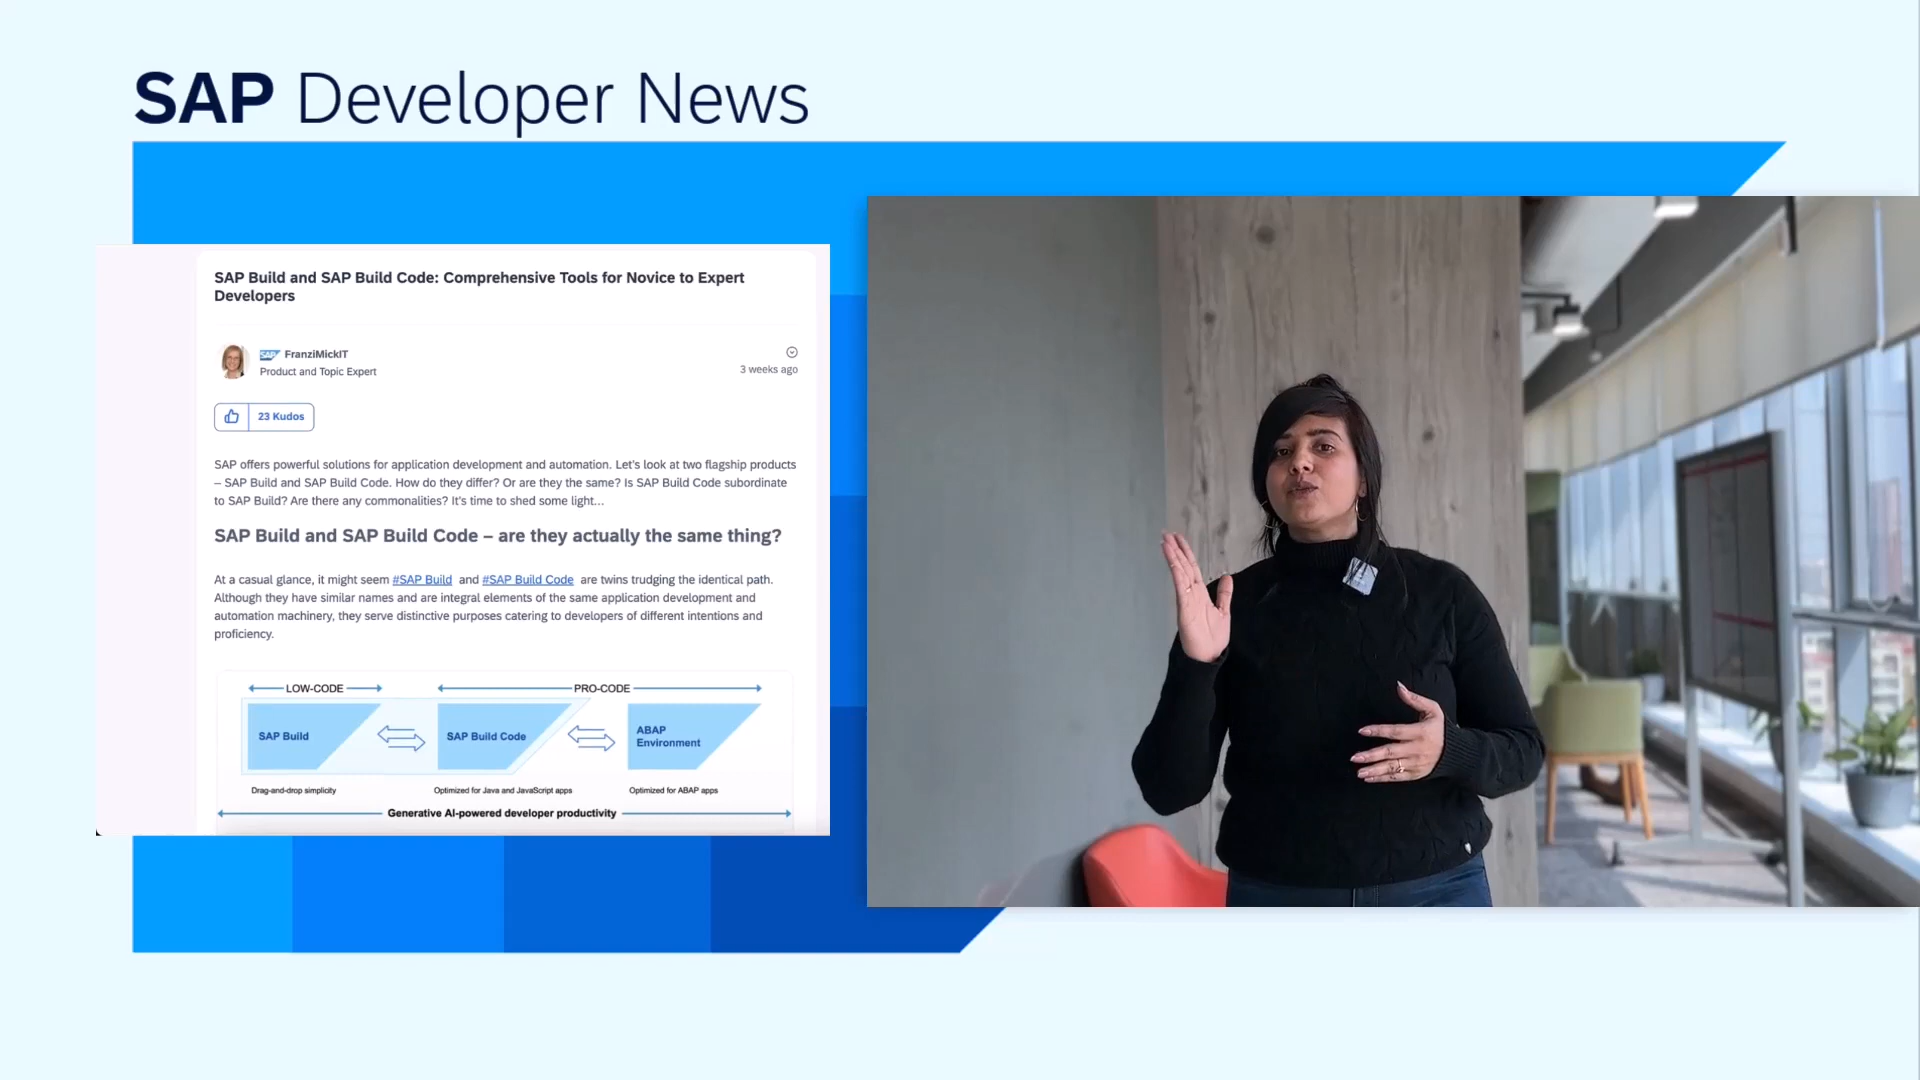 SAP Developer News
SAP Build and SAP Build Code: Comprehensive Tools for Novice to Expert
Developers
SAP FranziMickIT
Product and Topic Expert
3 weeks ago
23 Kudos
SAP offers powerful solutions for application development and automation. Let's look at two flagship products
– SAP Build and SAP Build Code. How do they differ? Or are they the same? Is SAP Build Code subordinate
to SAP Build? Are there any commonalities? It's time to shed some light...
SAP Build and SAP Build Code – are they actually the same thing?
At a casual glance, it might seem #SAP Build and #SAP Build Code are twins trudging the identical path.
Although they have similar names and are integral elements of the same application development and
automation machinery, they serve distinctive purposes catering to developers of different intentions and
proficiency.
LOW-CODE PRO-CODE
SAP Build
SAP Build Code
ABAP
Environment
Drag-and-drop simplicity
Optimized for Java and JavaScript apps
Optimized for ABAP apps
Generative AI-powered developer productivity